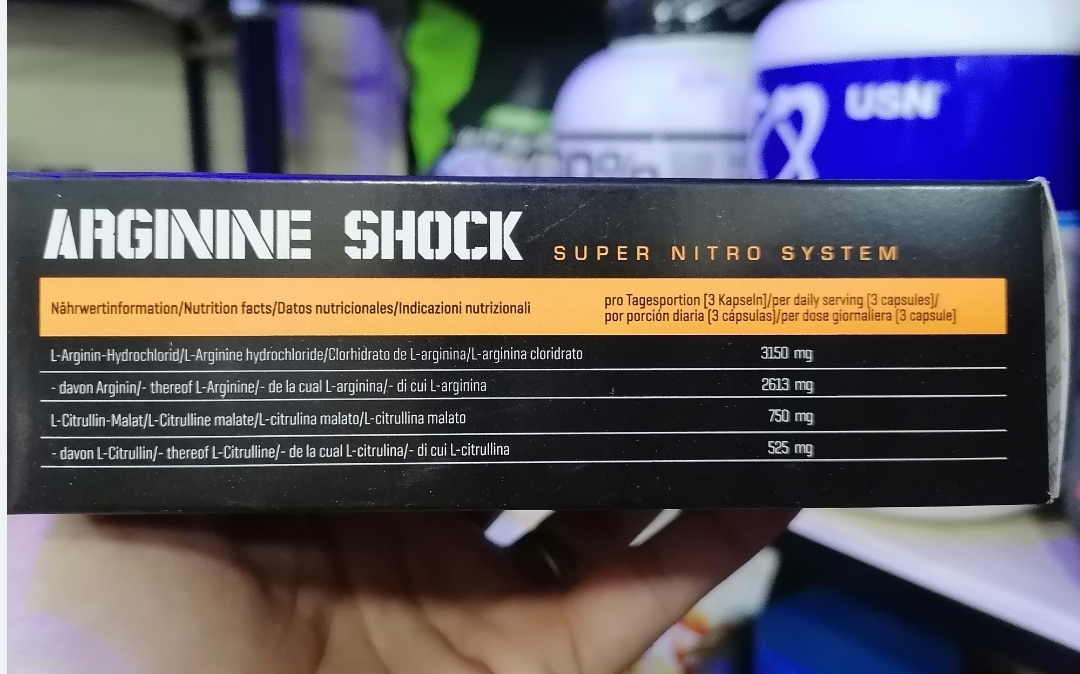 USN
ARGININE SHOCK SUPER NITRO SYSTEM
Nährwertinformation/Nutrition facts/Datos nutricionales/Indicazioni nutrizionali
pro Tagesportion [3 Kapseln]/per daily serving [3 capsules]/
por porción diaria [3 cápsulas]/per dose giornaliera [3 capsule]
L-Arginin-Hydrochlorid/L-Arginine hydrochloride/Clorhidrato de L-arginina/L-arginina cloridrato 3150 mg
- davon Arginin/- thereof L-Arginine/- de la cual L-arginina/- di cui L-arginina 2613 mg
L-Citrullin-Malat/L-Citrulline malate/L-citrulina malato/L-citrullina malato 750 mg
- davon L-Citrullin/- thereof L-Citrulline/- de la cual L-citrulina/- di cui L-citrullina 525 mg